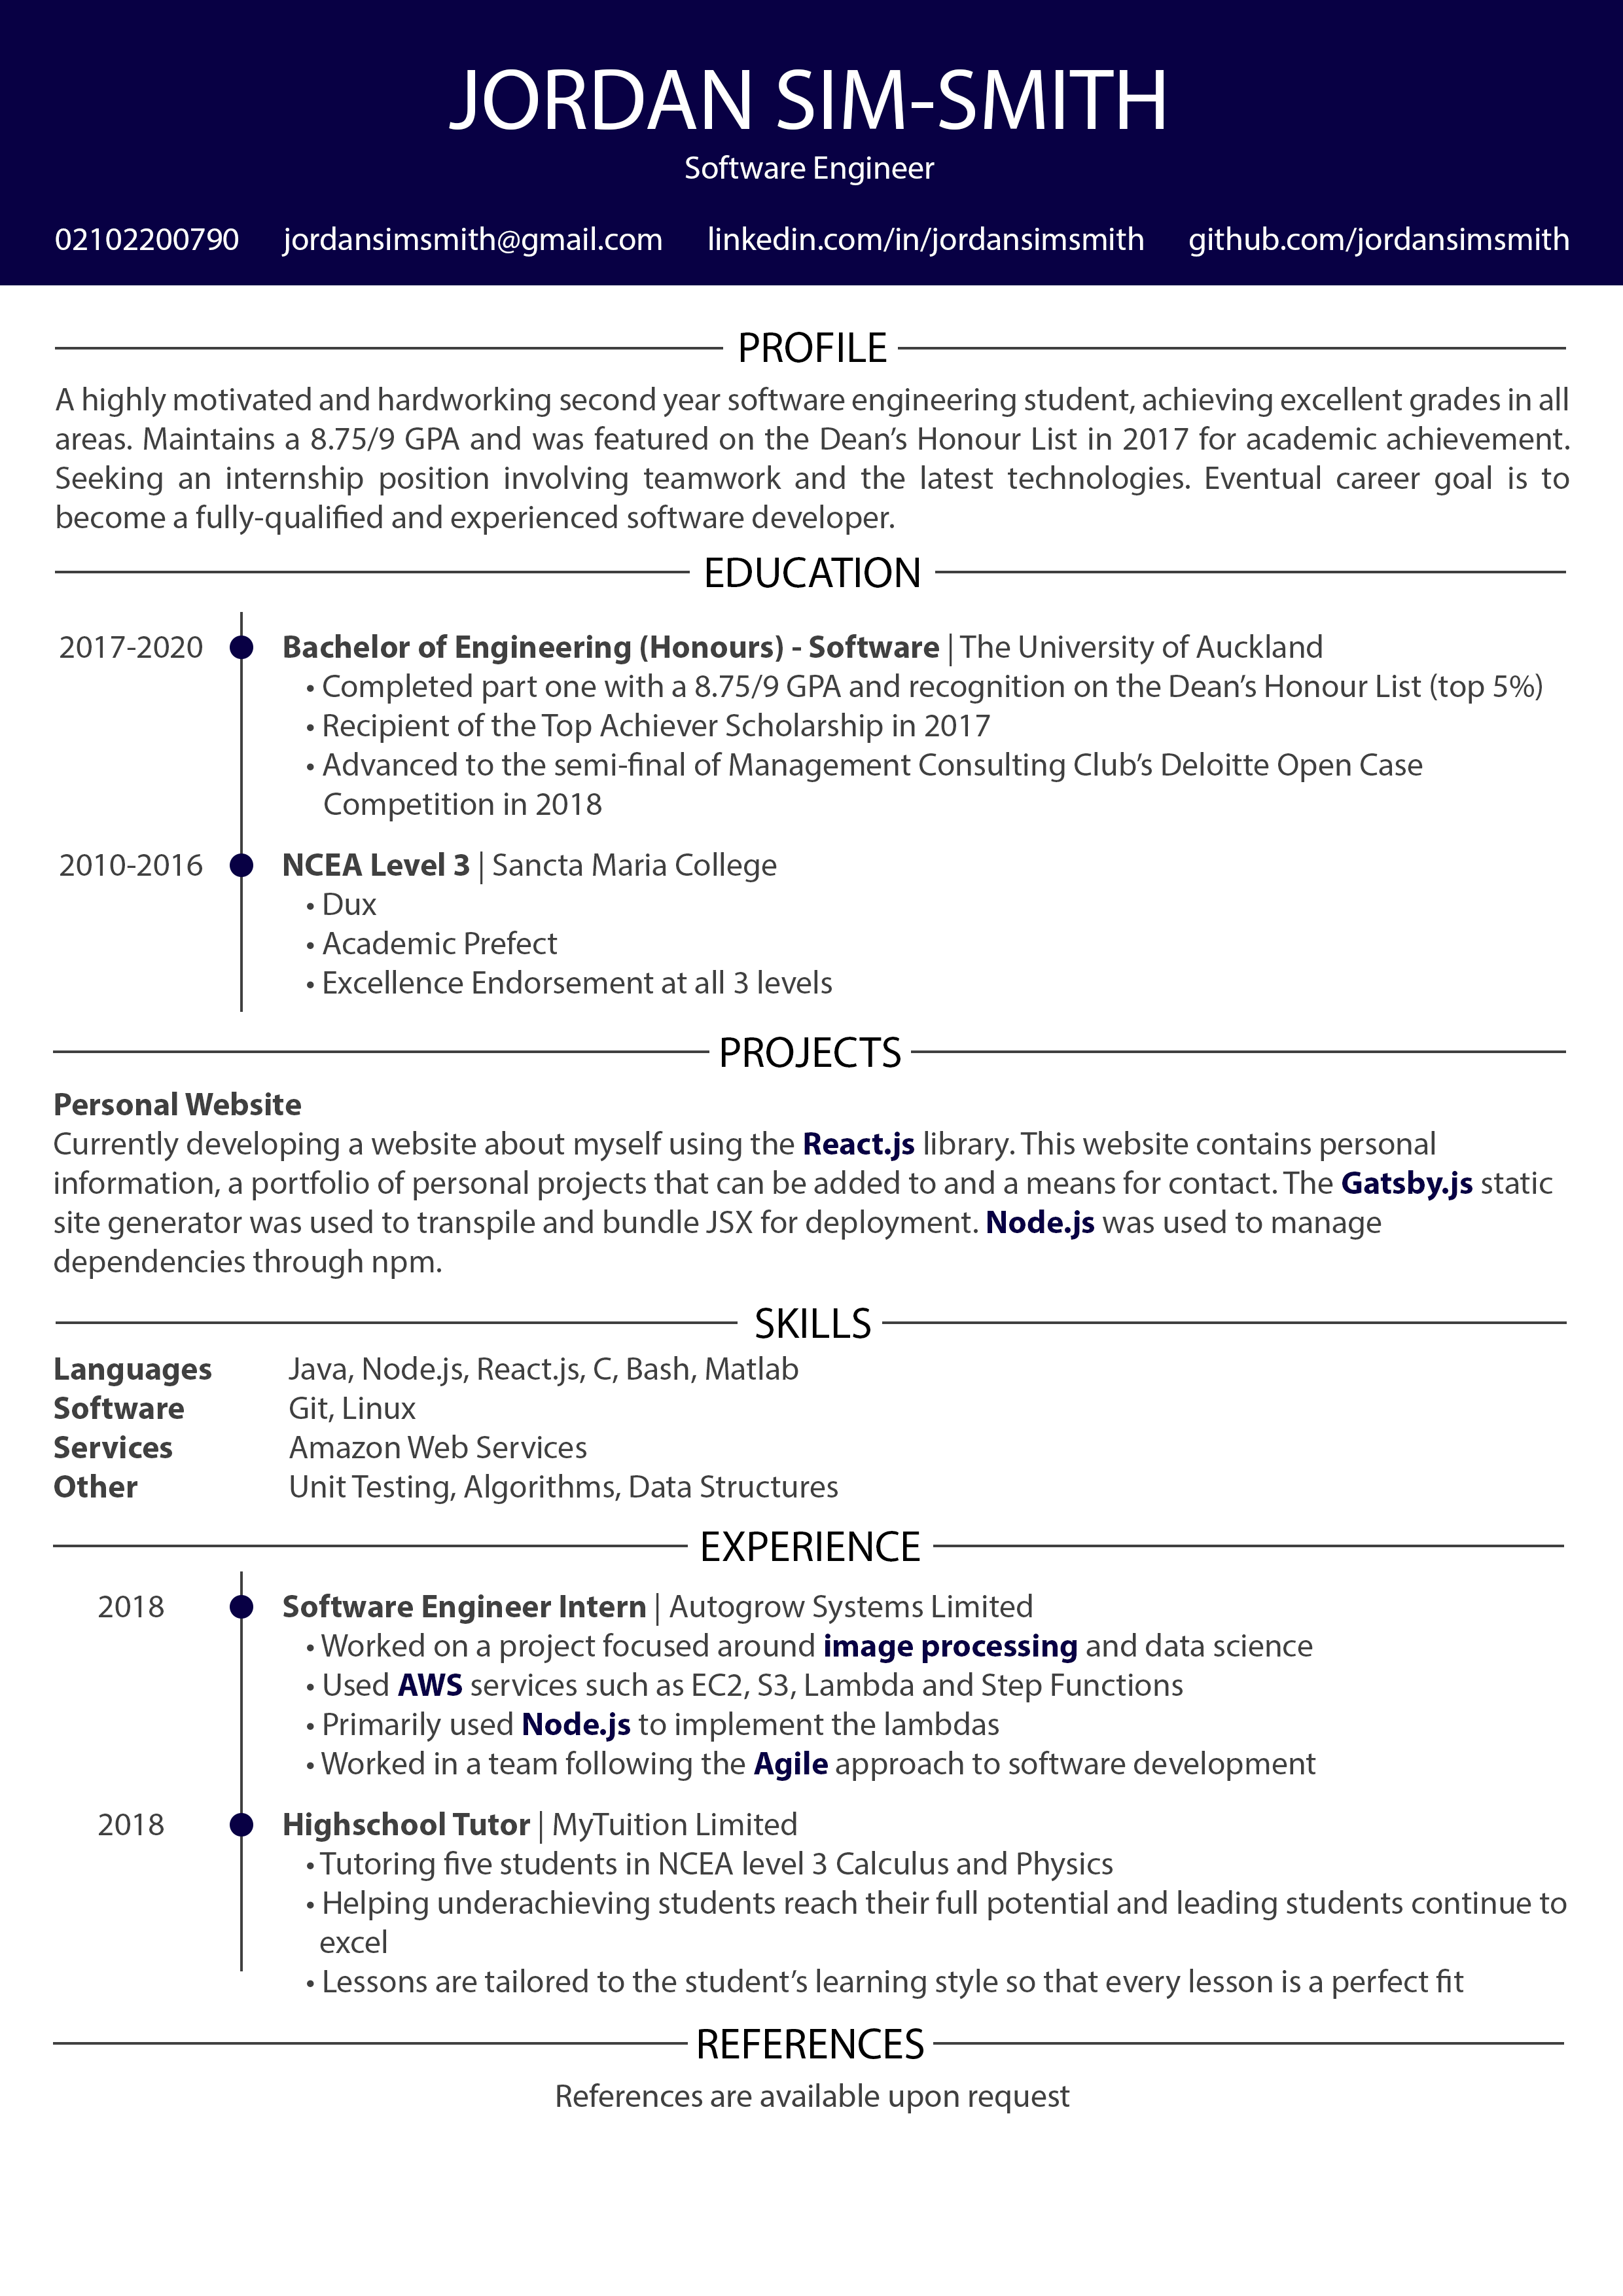 JORDAN SIM-SMITH
Software Engineer
02102200790 jordansimsmith@gmail.com linkedin.com/in/jordansimsmith github.com/jordansimsmith
PROFILE
A highly motivated and hardworking second year software engineering student, achieving excellent grades in all
areas. Maintains a 8.75/9 GPA and was featured on the Dean’s Honour List in 2017 for academic achievement.
Seeking an internship position involving teamwork and the latest technologies. Eventual career goal is to
become a fully-qualified and experienced software developer.
EDUCATION
2017-2020 Bachelor of Engineering (Honours) - Software | The University of Auckland
• Completed part one with a 8.75/9 GPA and recognition on the Dean’s Honour List (top 5%)
• Recipient of the Top Achiever Scholarship in 2017
• Advanced to the semi-final of Management Consulting Club’s Deloitte Open Case
Competition in 2018
2010-2016 NCEA Level 3 | Sancta Maria College
• Dux
• Academic Prefect
• Excellence Endorsement at all 3 levels
PROJECTS
Personal Website
Currently developing a website about myself using the React.js library. This website contains personal
information, a portfolio of personal projects that can be added to and a means for contact. The Gatsby.js static
site generator was used to transpile and bundle JSX for deployment. Node.js was used to manage
dependencies through npm.
SKILLS
Languages Java, Node.js, React.js, C, Bash, Matlab
Software Git, Linux
Services Amazon Web Services
Other Unit Testing, Algorithms, Data Structures
EXPERIENCE
2018 Software Engineer Intern | Autogrow Systems Limited
• Worked on a project focused around image processing and data science
• Used AWS services such as EC2, S3, Lambda and Step Functions
• Primarily used Node.js to implement the lambdas
• Worked in a team following the Agile approach to software development
2018 Highschool Tutor | MyTuition Limited
• Tutoring five students in NCEA level 3 Calculus and Physics
• Helping underachieving students reach their full potential and leading students continue to
excel
• Lessons are tailored to the student’s learning style so that every lesson is a perfect fit
REFERENCES
References are available upon request